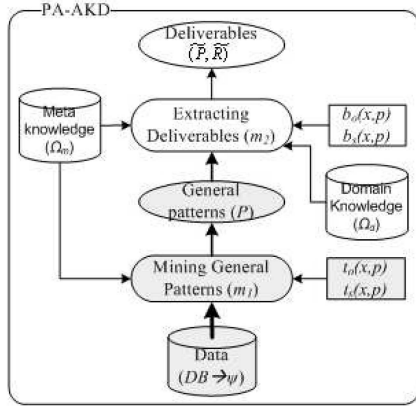 PA-AKD
Deliverables
(P̃, R̃)
Meta
knowledge
(Ωm)
Extracting
Deliverables (m2)
bo(x,p)
bs(x,p)
General
patterns (P)
Domain
Knowledge
(Ωd)
Mining General
Patterns (m1)
to(x,p)
ts(x,p)
Data
(DB→ψ)